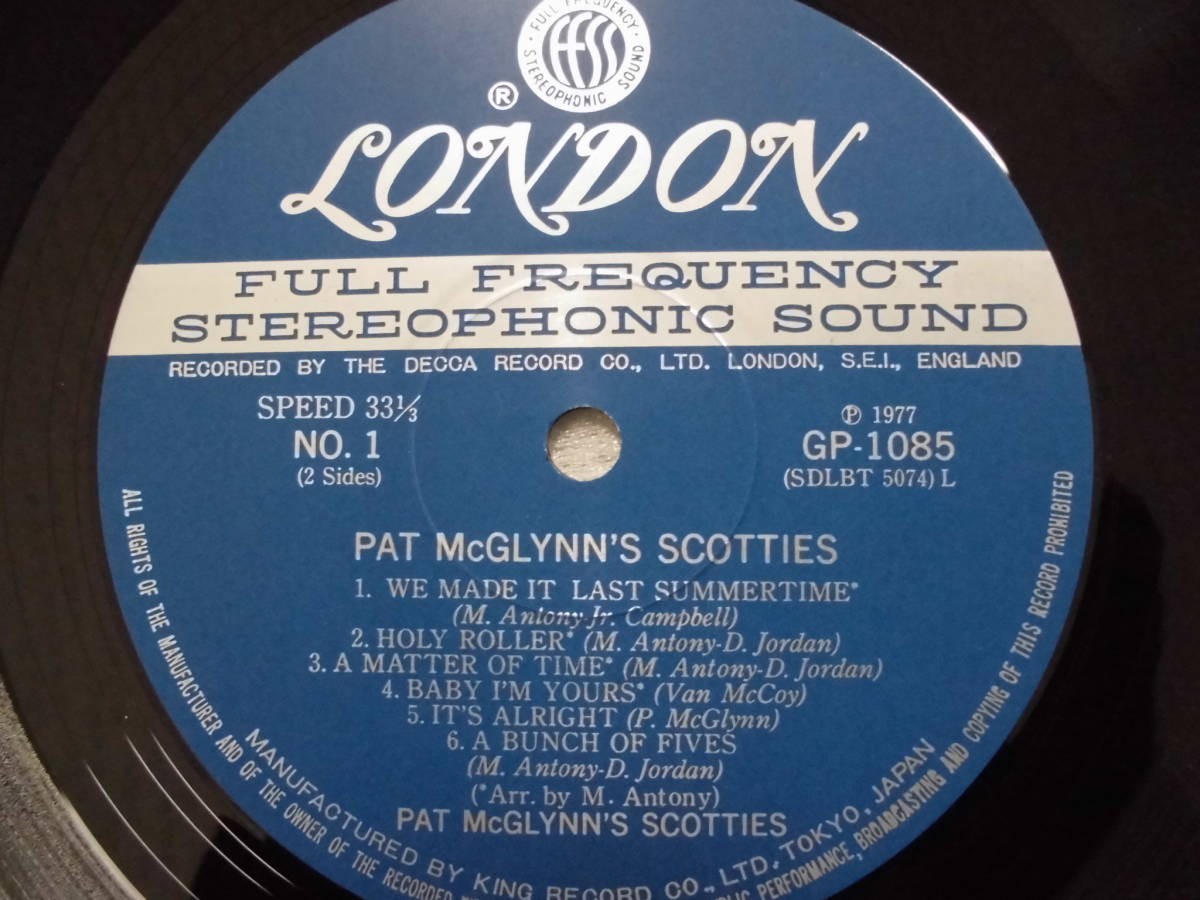 · FULL FREQUENCY ·
STEREOPHONIC SOUND
ffss
®
LONDON
FULL FREQUENCY
STEREOPHONIC SOUND
RECORDED BY THE DECCA RECORD CO., LTD. LONDON, S.E.I., ENGLAND
SPEED 33⅓
NO. 1
(2 Sides)
℗ 1977
GP-1085
(SDLBT 5074) L
PAT McGLYNN'S SCOTTIES
1. WE MADE IT LAST SUMMERTIME*
(M. Antony-Jr. Campbell)
2. HOLY ROLLER* (M. Antony-D. Jordan)
3. A MATTER OF TIME* (M. Antony-D. Jordan)
4. BABY I'M YOURS* (Van McCoy)
5. IT'S ALRIGHT (P. McGlynn)
6. A BUNCH OF FIVES
(M. Antony-D. Jordan)
(*Arr. by M. Antony)
PAT McGLYNN'S SCOTTIES
MANUFACTURED BY KING RECORD CO., LTD. TOKYO, JAPAN
ALL RIGHTS OF THE MANUFACTURER AND OF THE OWNER OF THE RECORDED
PERFORMANCE, BROADCASTING AND COPYING OF THIS RECORD PROHIBITED